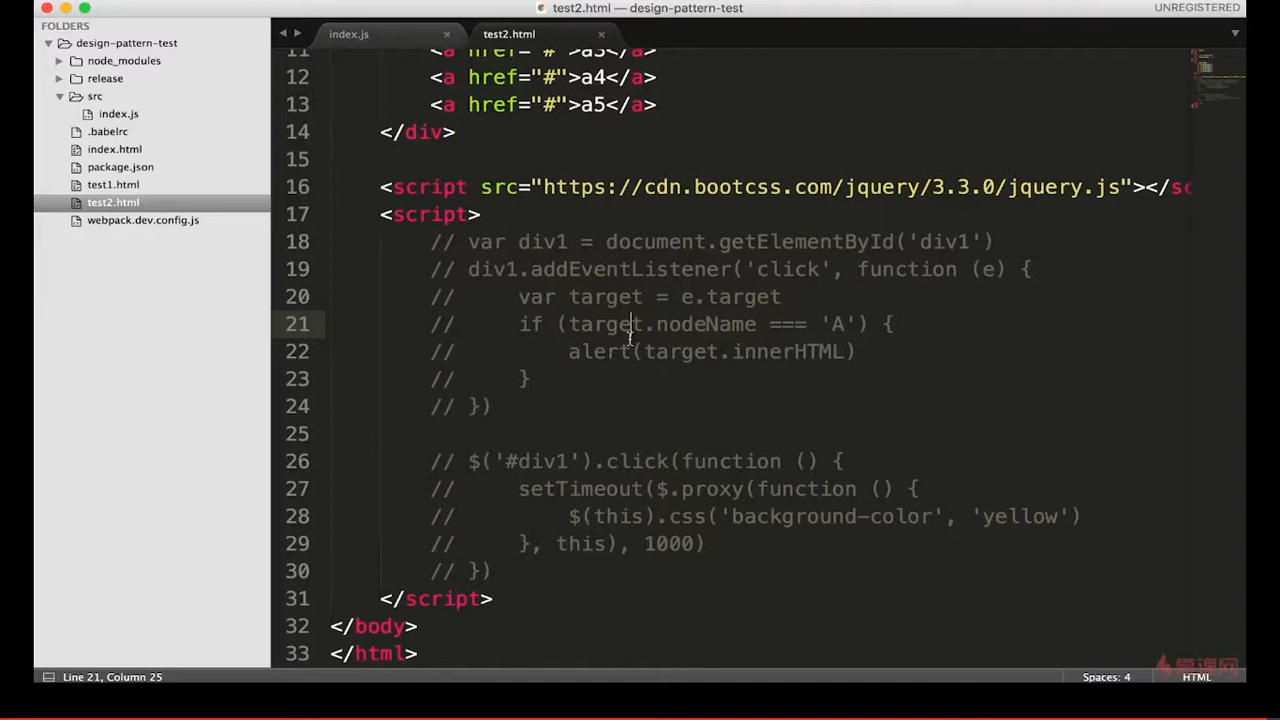 test2.html — design-pattern-test
UNREGISTERED
FOLDERS
design-pattern-test
node_modules
release
src
index.js
.babelrc
index.html
package.json
test1.html
test2.html
webpack.dev.config.js
index.js ×
test2.html ×
11 <a href="#">a3</a>
12 <a href="#">a4</a>
13 <a href="#">a5</a>
14 </div>
15
16 <script src="https://cdn.bootcss.com/jquery/3.3.0/jquery.js"></sc
17 <script>
18 // var div1 = document.getElementById('div1')
19 // div1.addEventListener('click', function (e) {
20 //     var target = e.target
21 //     if (target.nodeName === 'A') {
22 //         alert(target.innerHTML)
23 //     }
24 // })
25
26 // $('#div1').click(function () {
27 //     setTimeout($.proxy(function () {
28 //         $(this).css('background-color', 'yellow')
29 //     }, this), 1000)
30 // })
31 </script>
32 </body>
33 </html>
慕课网
Line 21, Column 25
Spaces: 4
HTML